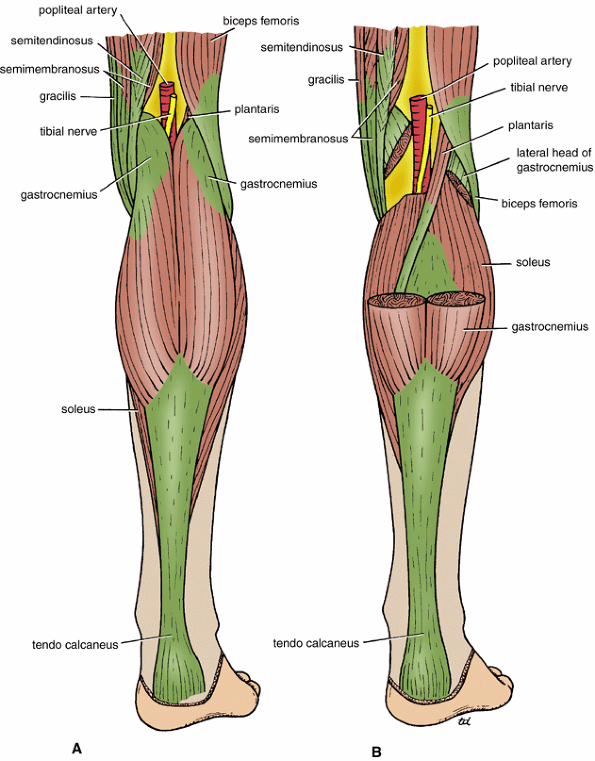 popliteal artery
biceps femoris
semitendinosus
semimembranosus
gracilis
plantaris
tibial nerve
gastrocnemius
gastrocnemius
soleus
tendo calcaneus
A
semitendinosus
popliteal artery
gracilis
tibial nerve
plantaris
semimembranosus
lateral head of
gastrocnemius
biceps femoris
soleus
gastrocnemius
tendo calcaneus
B